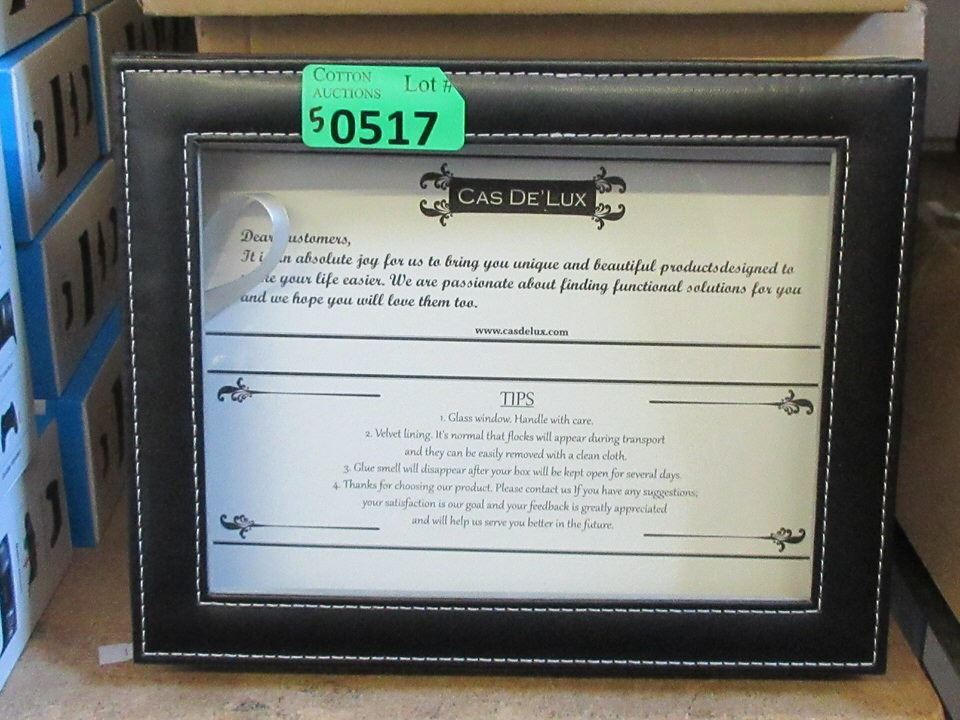 COTTON AUCTIONS Lot #
5 0517
CAS DE'LUX
Dear ustomers,
It i an absolute joy for us to bring you unique and beautiful productsdesigned to
ke your life easier. We are passionate about finding functional solutions for you
and we hope you will love them too.
www.casdelux.com
TIPS
1. Glass window. Handle with care.
2. Velvet lining. It's normal that flocks will appear during transport
and they can be easily removed with a clean cloth.
3. Glue smell will disappear after your box will be kept open for several days.
4. Thanks for choosing our product. Please contact us If you have any suggestions;
your satisfaction is our goal and your feedback is greatly appreciated
and will help us serve you better in the future.